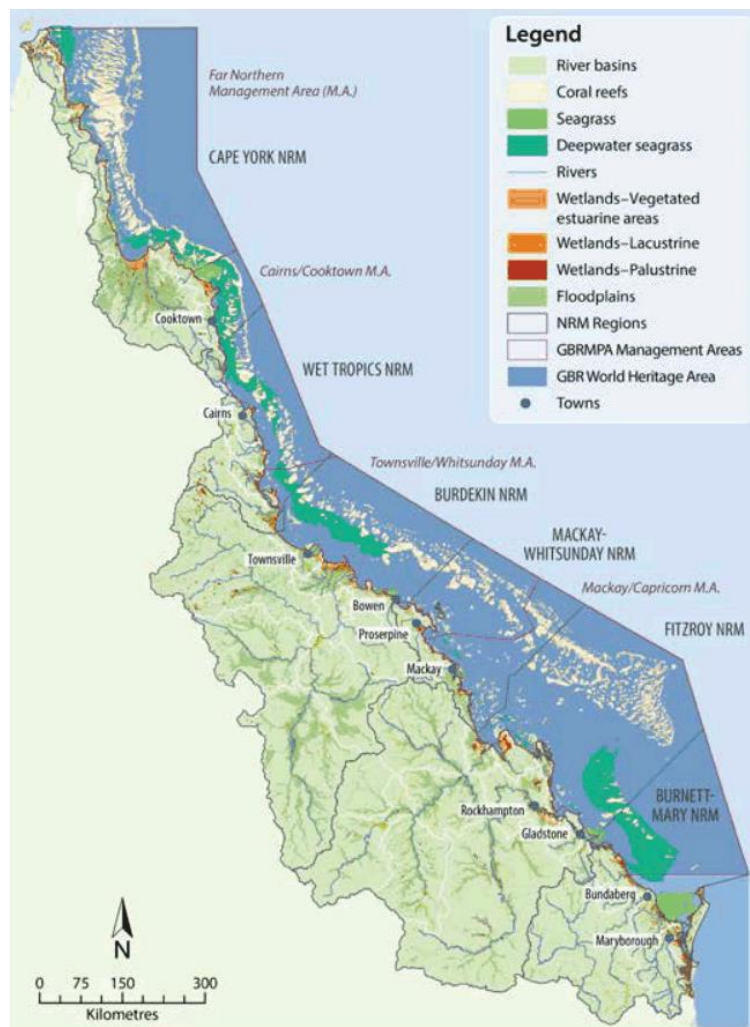 Legend
River basins
Coral reefs
Seagrass
Deepwater seagrass
Rivers
Wetlands–Vegetated
estuarine areas
Wetlands–Lacustrine
Wetlands–Palustrine
Floodplains
NRM Regions
GBRMPA Management Areas
GBR World Heritage Area
Towns
Far Northern
Management Area (M.A.)
CAPE YORK NRM
Cairns/Cooktown M.A.
Cooktown
WET TROPICS NRM
Cairns
Townsville/Whitsunday M.A.
BURDEKIN NRM
MACKAY-
WHITSUNDAY NRM
Townsville
Mackay/Capricorn M.A.
Bowen
Proserpine
FITZROY NRM
Mackay
BURNETT-
MARY NRM
Rockhampton
Gladstone
Bundaberg
Maryborough
N
0 75 150 300
Kilometres